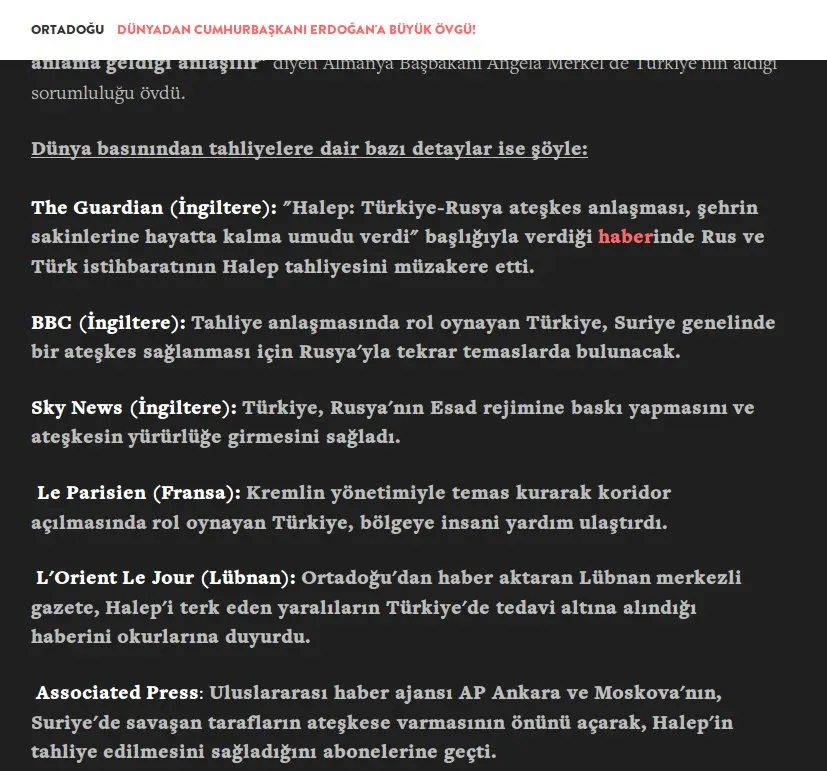 ORTADOĞU DÜNYADAN CUMHURBAŞKANI ERDOĞAN'A BÜYÜK ÖVGÜ!
anlama geldiği anlaşılır" diyen Almanya Başbakanı Angela Merkel de Türkiye'nin aldığı
sorumluluğu övdü.
Dünya basınından tahliyelere dair bazı detaylar ise şöyle:
The Guardian (İngiltere): "Halep: Türkiye-Rusya ateşkes anlaşması, şehrin
sakinlerine hayatta kalma umudu verdi" başlığıyla verdiği haberinde Rus ve
Türk istihbaratının Halep tahliyesini müzakere etti.
BBC (İngiltere): Tahliye anlaşmasında rol oynayan Türkiye, Suriye genelinde
bir ateşkes sağlanması için Rusya'yla tekrar temaslarda bulunacak.
Sky News (İngiltere): Türkiye, Rusya'nın Esad rejimine baskı yapmasını ve
ateşkesin yürürlüğe girmesini sağladı.
Le Parisien (Fransa): Kremlin yönetimiyle temas kurarak koridor
açılmasında rol oynayan Türkiye, bölgeye insani yardım ulaştırdı.
L'Orient Le Jour (Lübnan): Ortadoğu'dan haber aktaran Lübnan merkezli
gazete, Halep'i terk eden yaralıların Türkiye'de tedavi altına alındığı
haberini okurlarına duyurdu.
Associated Press: Uluslararası haber ajansı AP Ankara ve Moskova'nın,
Suriye'de savaşan tarafların ateşkese varmasının önünü açarak, Halep'in
tahliye edilmesini sağladığını abonelerine geçti.